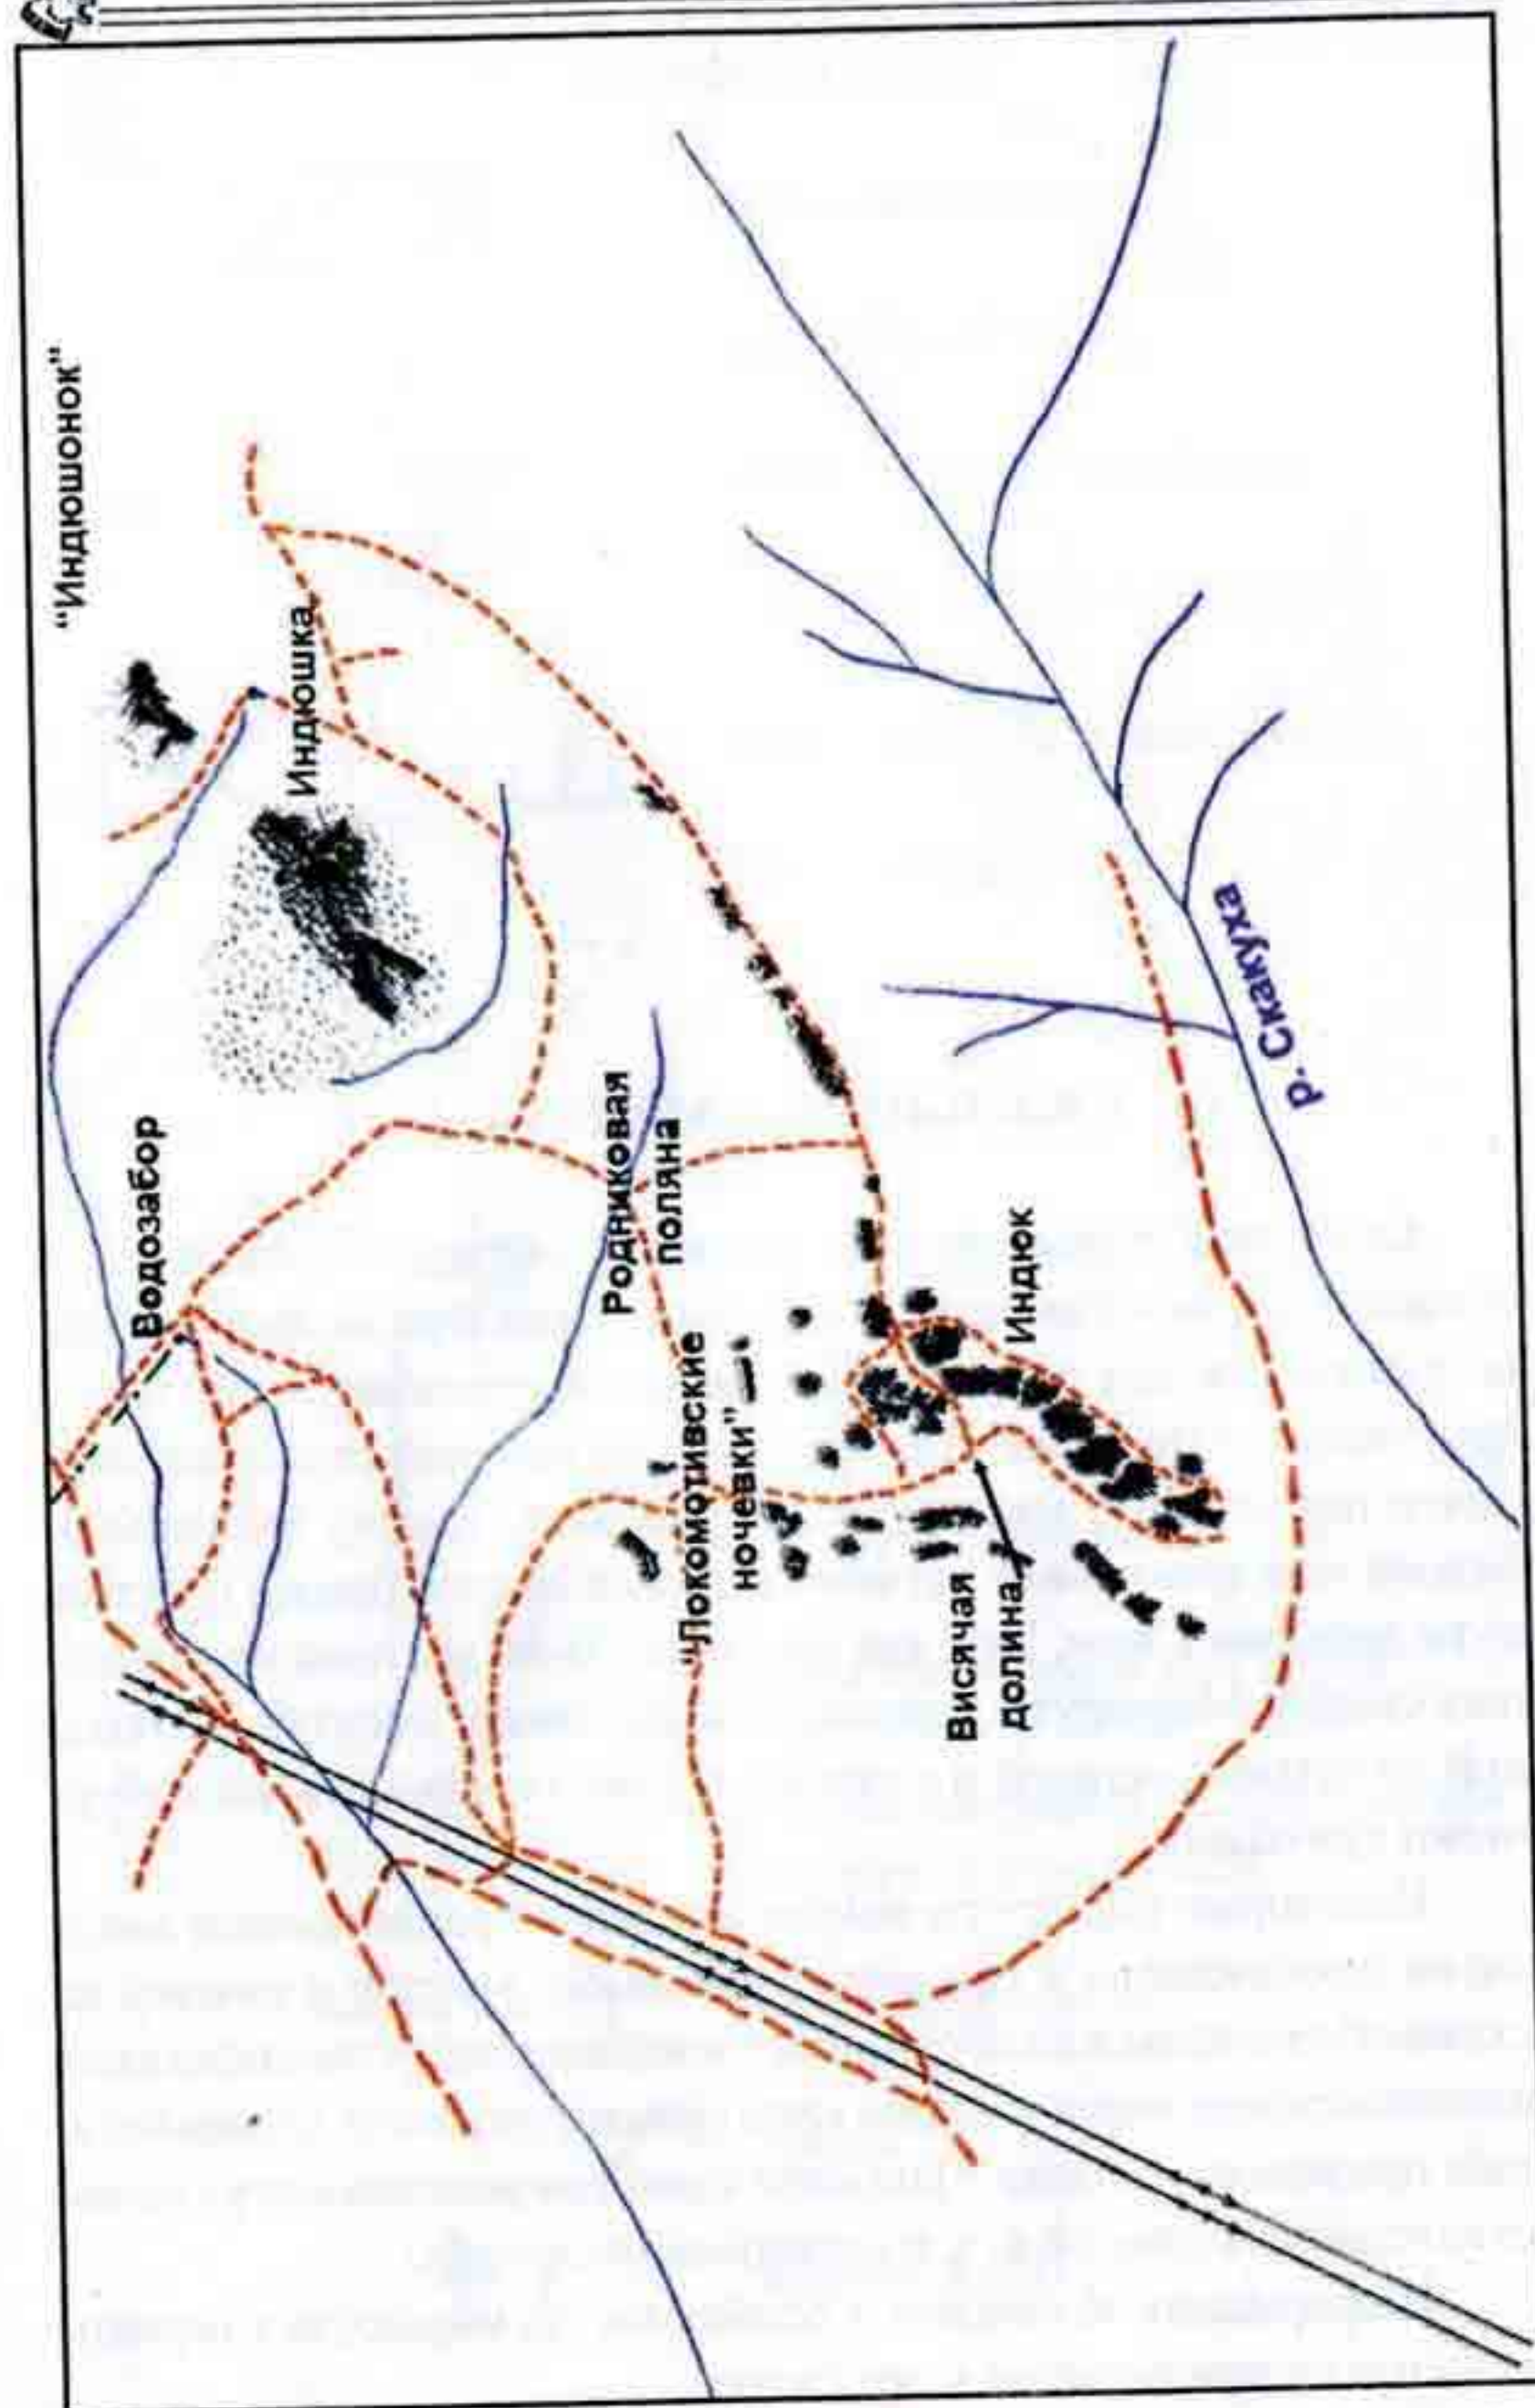 "Индюшонок"
Индюшка
Водозабор
Родниковая
поляна
"Локомотивские
ночевки"
Индюк
Висячая
долина
р. Скакуха